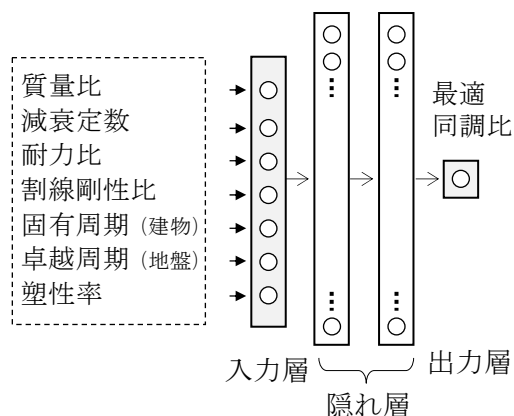 質量比
減衰定数
耐力比
割線剛性比
固有周期 (建物)
卓越周期 (地盤)
塑性率
最適
同調比
入力層
隠れ層
出力層